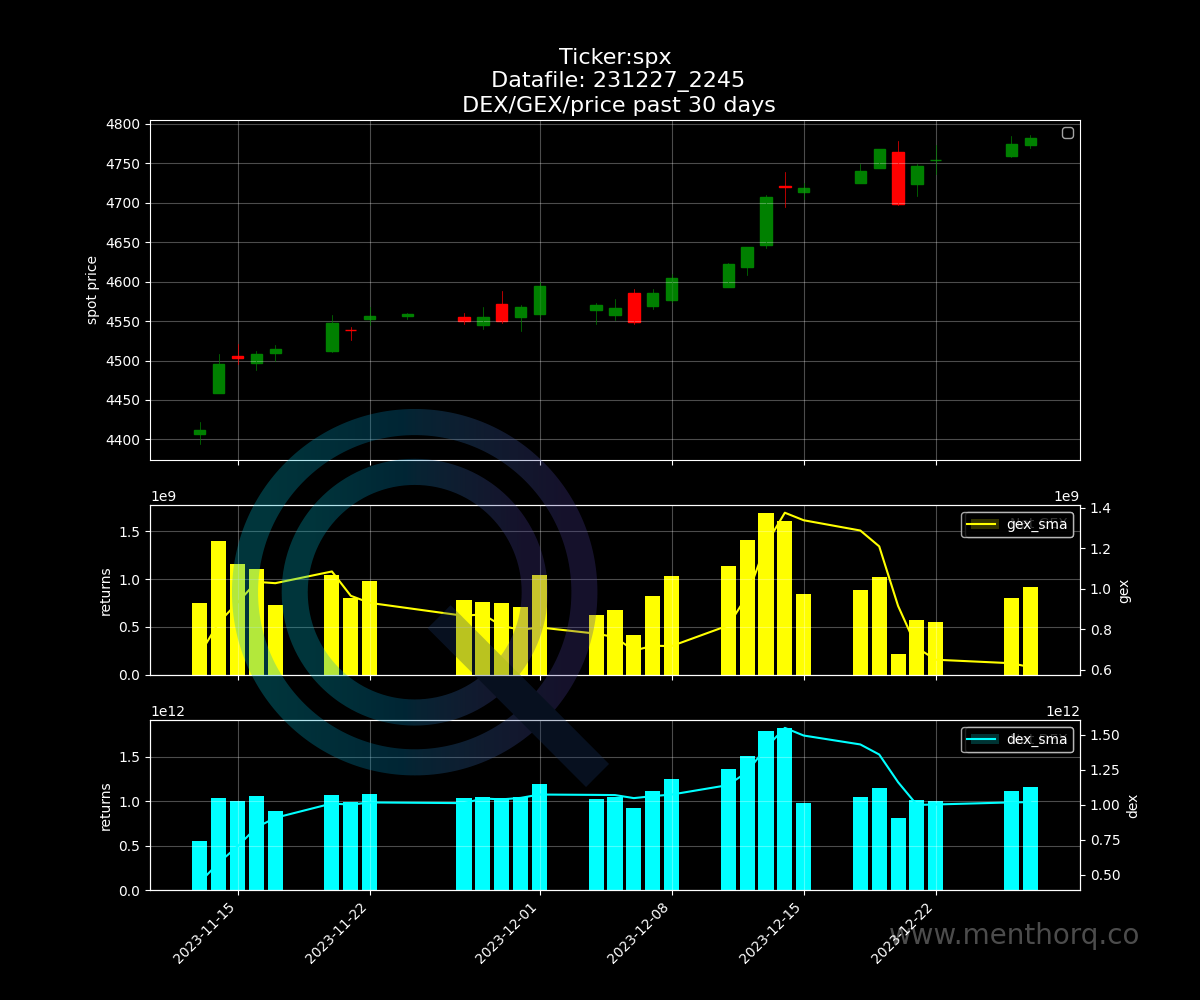 Ticker:spx
Datafile: 231227_2245
DEX/GEX/price past 30 days
4800
4750
4700
4650
4600
4550
4500
4450
4400
spot price
1e9
1e9
gex_sma
1.5
1.0
0.5
0.0
returns
1.4
1.2
1.0
0.8
0.6
gex
1e12
1e12
dex_sma
1.5
1.0
0.5
0.0
returns
1.50
1.25
1.00
0.75
0.50
dex
2023-11-15
2023-11-22
2023-12-01
2023-12-08
2023-12-15
2023-12-22
www.menthorq.co